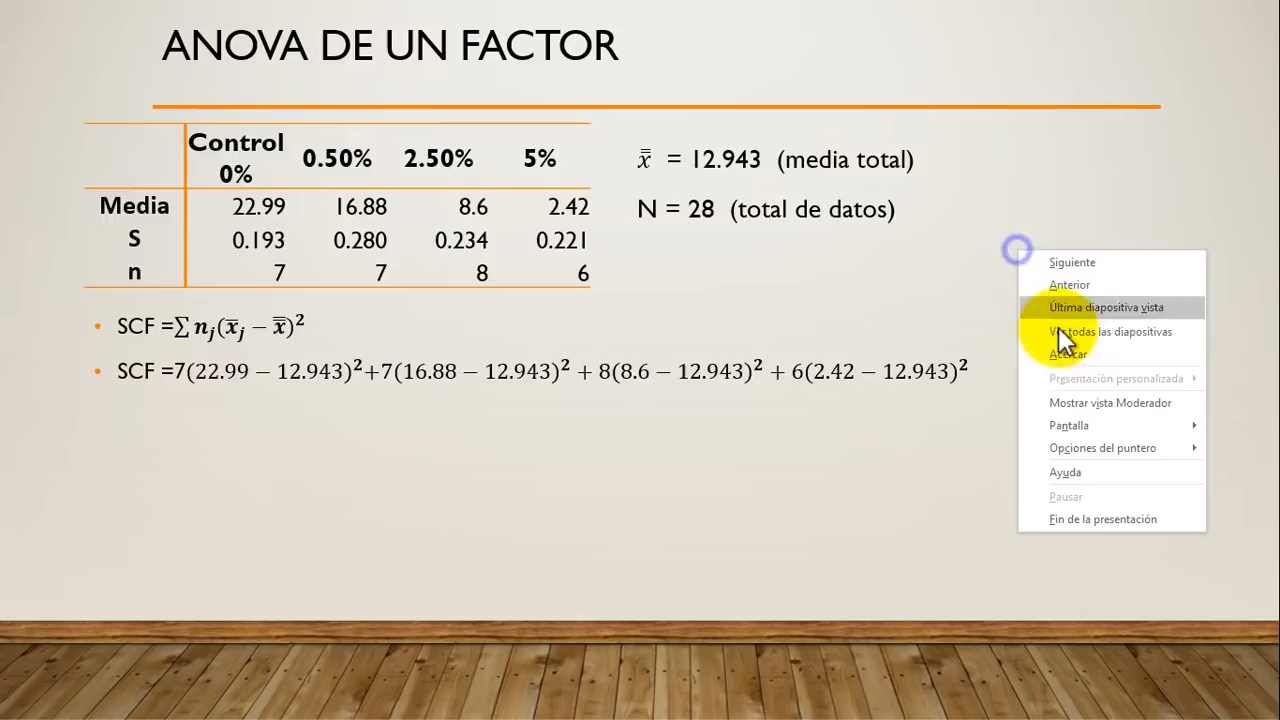 ANOVA DE UN FACTOR
Control 0% 0.50% 2.50% 5%
Media 22.99 16.88 8.6 2.42
S 0.193 0.280 0.234 0.221
n 7 7 8 6
x̿ = 12.943 (media total)
N = 28 (total de datos)
• SCF =∑ nⱼ(x̅ⱼ − x̿)²
• SCF =7(22.99 − 12.943)²+7(16.88 − 12.943)² + 8(8.6 − 12.943)² + 6(2.42 − 12.943)²
Siguiente
Anterior
Última diapositiva vista
Ver todas las diapositivas
Acercar
Presentación personalizada
Mostrar vista Moderador
Pantalla
Opciones del puntero
Ayuda
Pausar
Fin de la presentación